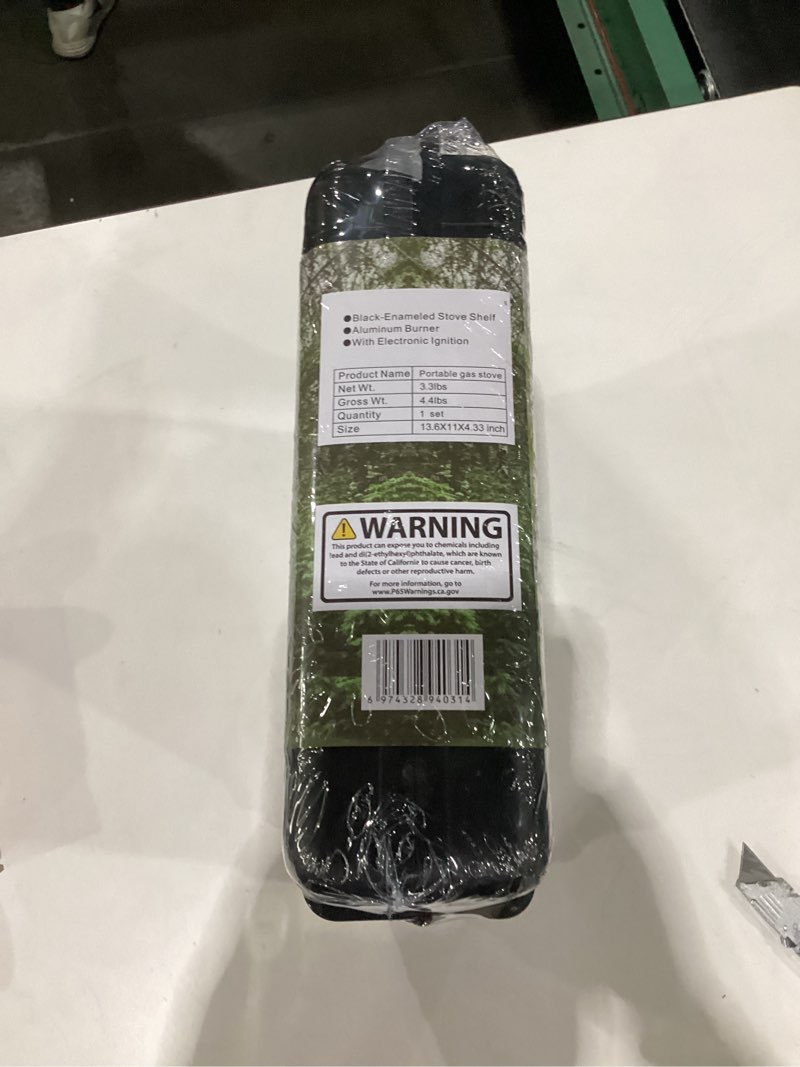 ●Black-Enameled Stove Shelf
●Aluminum Burner
●With Electronic Ignition
Product Name Portable gas stove
Net Wt. 3.3lbs
Gross Wt. 4.4lbs
Quantity 1 set
Size 13.6X11X4.33 inch
WARNING
This product can expose you to chemicals including
lead and di(2-ethylhexyl)phthalate, which are known
to the State of California to cause cancer, birth
defects or other reproductive harm.
For more information, go to
www.P65Warnings.ca.gov
6 974328 940314